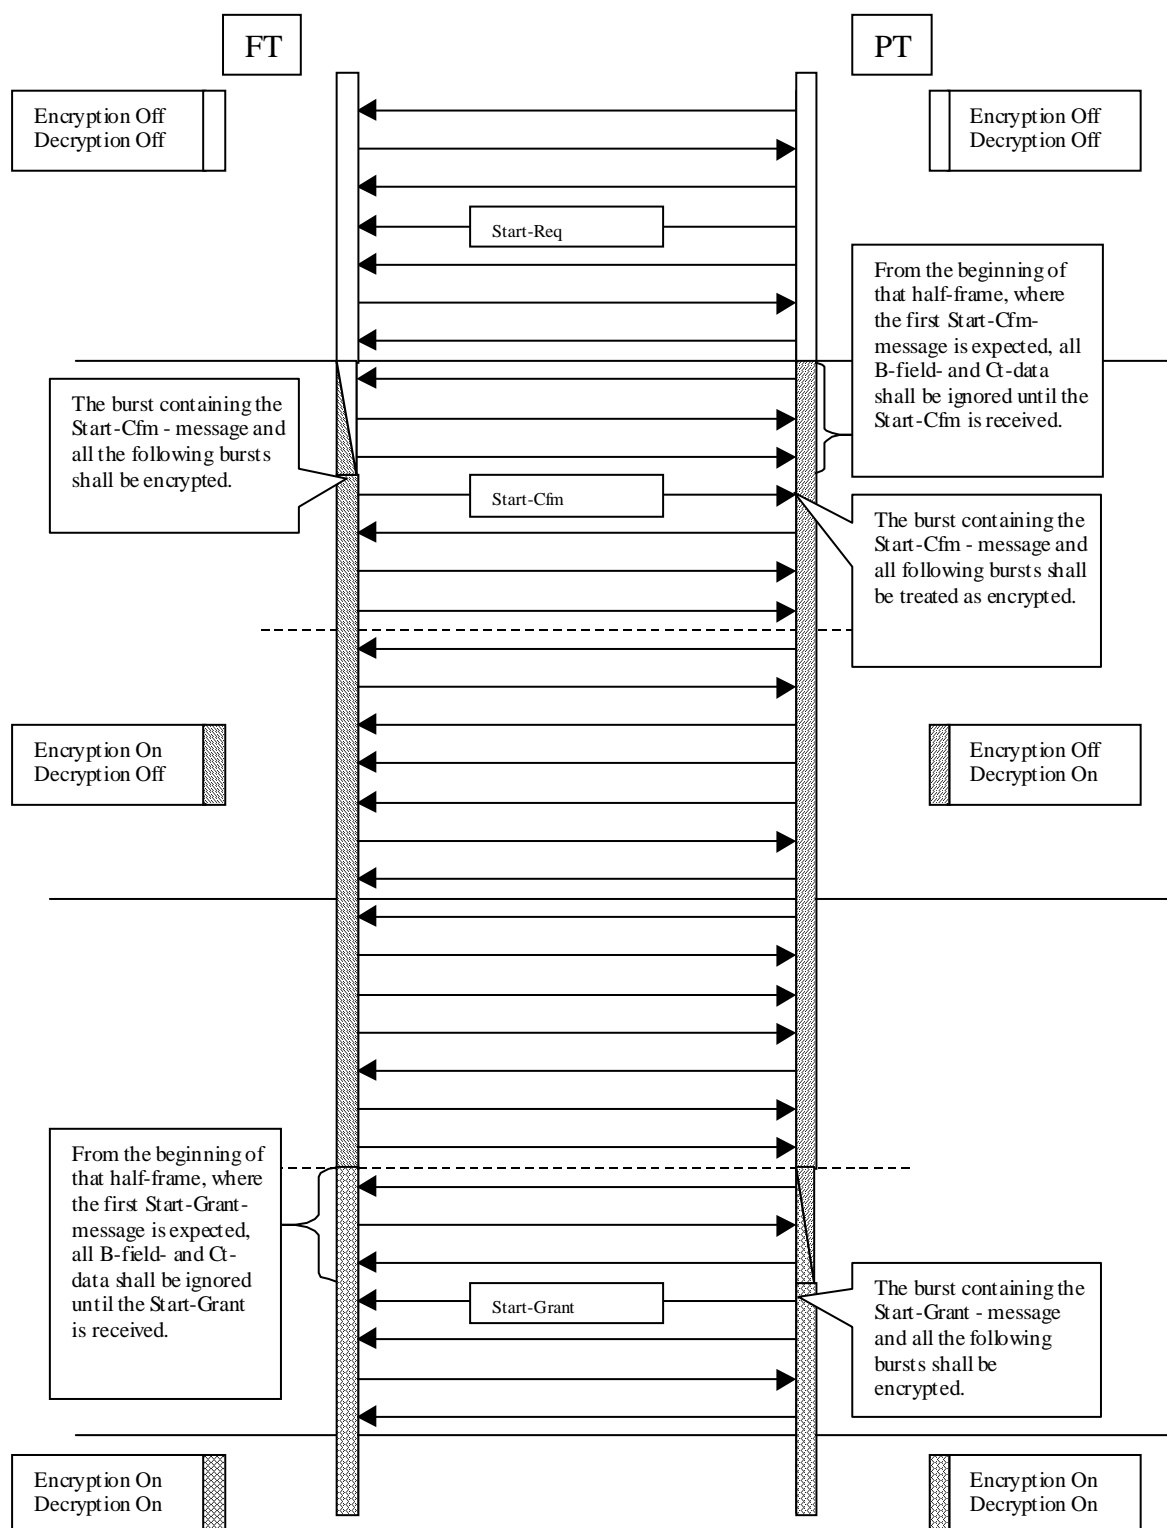 FT
PT
Encryption Off
Decryption Off
Encryption Off
Decryption Off
Start-Req
From the beginning of
that half-frame, where
the first Start-Cfm-
message is expected, all
B-field- and Ct-data
shall be ignored until the
Start-Cfm is received.
The burst containing the
Start-Cfm - message and
all the following bursts
shall be encrypted.
Start-Cfm
The burst containing the
Start-Cfm - message and
all following bursts shall
be treated as encrypted.
Encryption On
Decryption Off
Encryption Off
Decryption On
From the beginning of
that half-frame, where
the first Start-Grant-
message is expected,
all B-field- and Ct-
data shall be ignored
until the Start-Grant
is received.
Start-Grant
The burst containing the
Start-Grant - message
and all the following
bursts shall be
encrypted.
Encryption On
Decryption On
Encryption On
Decryption On